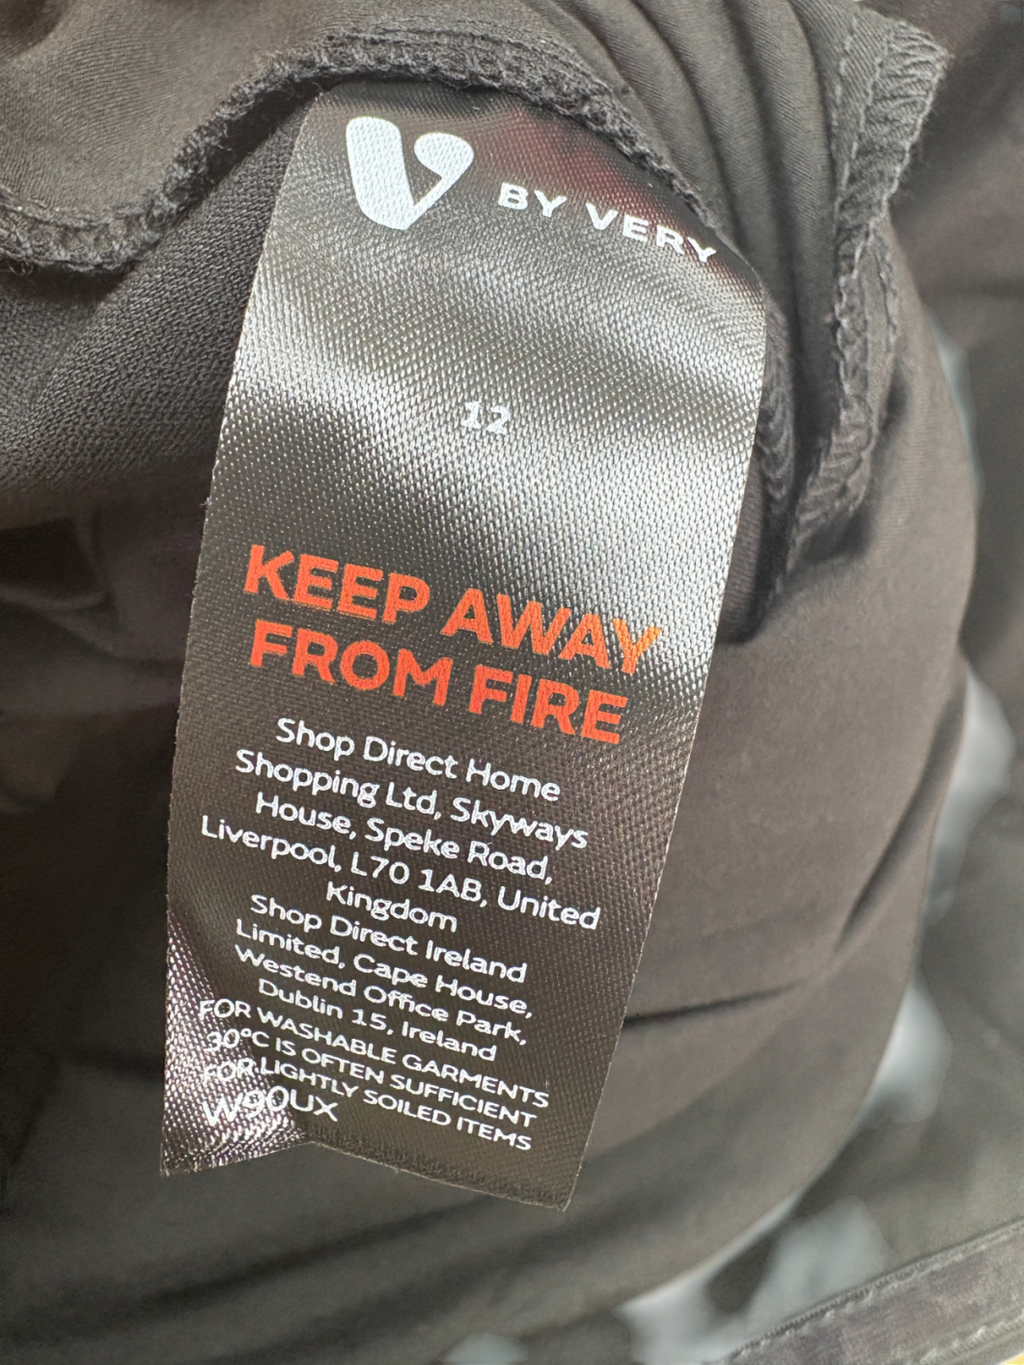 V BY VERY
12
KEEP AWAY
FROM FIRE
Shop Direct Home
Shopping Ltd, Skyways
House, Speke Road,
Liverpool, L70 1AB, United
Kingdom
Shop Direct Ireland
Limited, Cape House,
Westend Office Park,
Dublin 15, Ireland
FOR WASHABLE GARMENTS
30°C IS OFTEN SUFFICIENT
FOR LIGHTLY SOILED ITEMS
W90UX